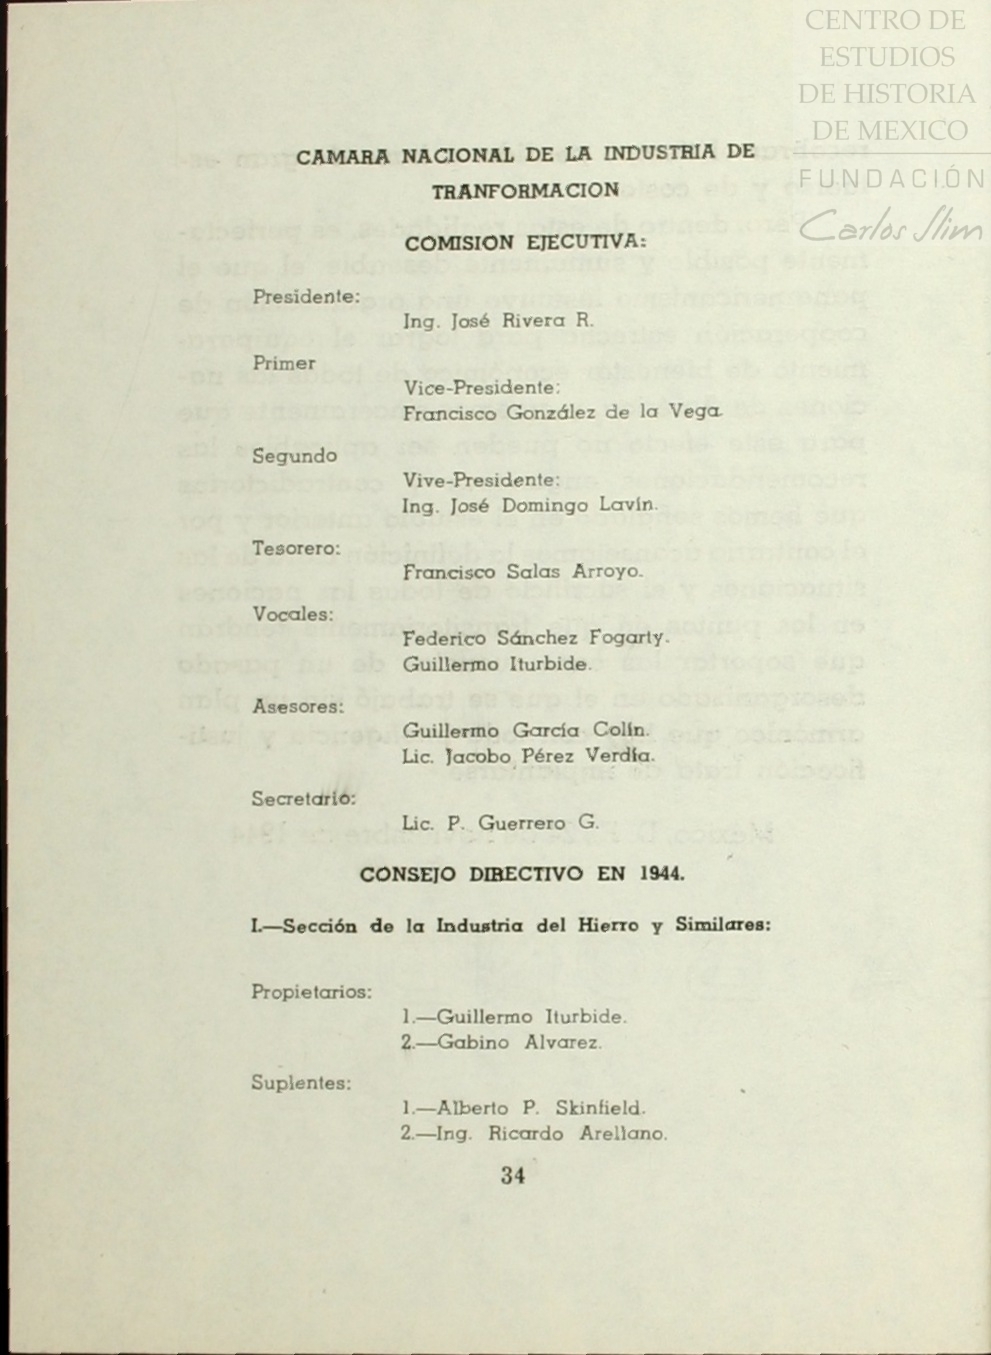 CENTRO DE
ESTUDIOS
DE HISTORIA
DE MEXICO
FUNDACIÓN
Carlos Slim
CAMARA NACIONAL DE LA INDUSTRIA DE
TRANFORMACION
COMISION EJECUTIVA:
Presidente:
Ing. José Rivera R.
Primer
Vice-Presidente:
Francisco González de la Vega.
Segundo
Vive-Presidente:
Ing. José Domingo Lavín.
Tesorero:
Francisco Salas Arroyo.
Vocales:
Federico Sánchez Fogarty.
Guillermo Iturbide.
Asesores:
Guillermo García Colín.
Lic. Jacobo Pérez Verdía.
Secretario:
Lic. P. Guerrero G.
CONSEJO DIRECTIVO EN 1944.
I.—Sección de la Industria del Hierro y Similares:
Propietarios:
1.—Guillermo Iturbide.
2.—Gabino Alvarez.
Suplentes:
1.—Alberto P. Skinfield.
2.—Ing. Ricardo Arellano.
34